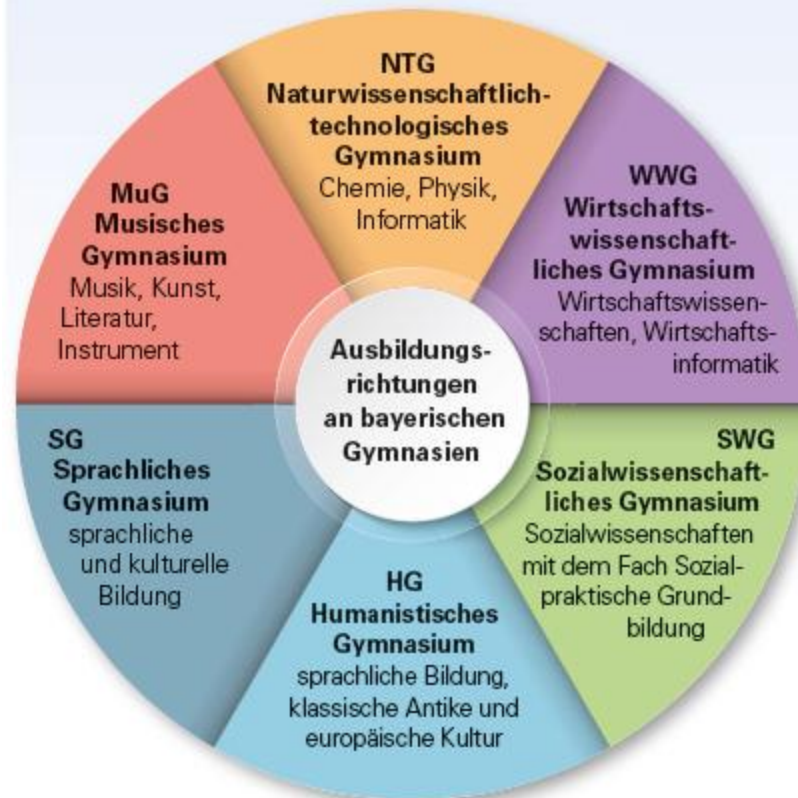 NTG
Naturwissenschaftlich-
technologisches
Gymnasium
Chemie, Physik,
Informatik
WWG
Wirtschafts-
wissenschaft-
liches Gymnasium
Wirtschaftswissen-
schaften, Wirtschafts-
informatik
SWG
Sozialwissenschaft-
liches Gymnasium
Sozialwissenschaften
mit dem Fach Sozial-
praktische Grund-
bildung
HG
Humanistisches
Gymnasium
sprachliche Bildung,
klassische Antike und
europäische Kultur
SG
Sprachliches
Gymnasium
sprachliche
und kulturelle
Bildung
MuG
Musisches
Gymnasium
Musik, Kunst,
Literatur,
Instrument
Ausbildungs-
richtungen
an bayerischen
Gymnasien